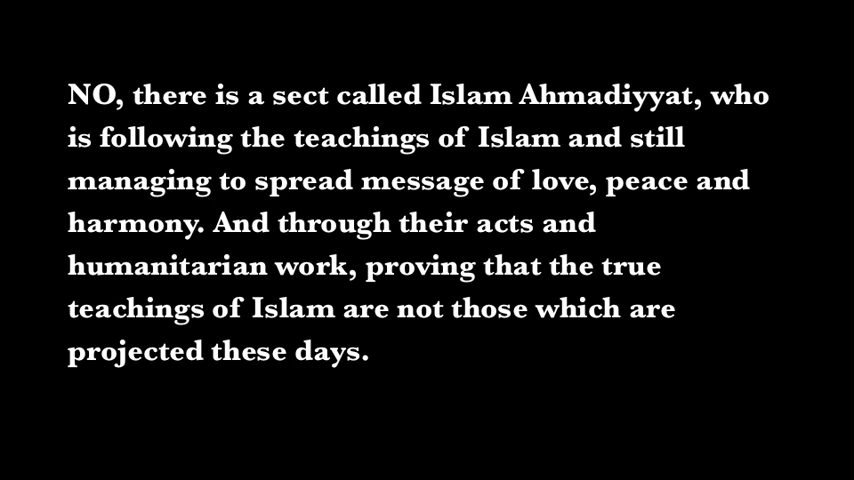 NO, there is a sect called Islam Ahmadiyyat, who
is following the teachings of Islam and still
managing to spread message of love, peace and
harmony. And through their acts and
humanitarian work, proving that the true
teachings of Islam are not those which are
projected these days.